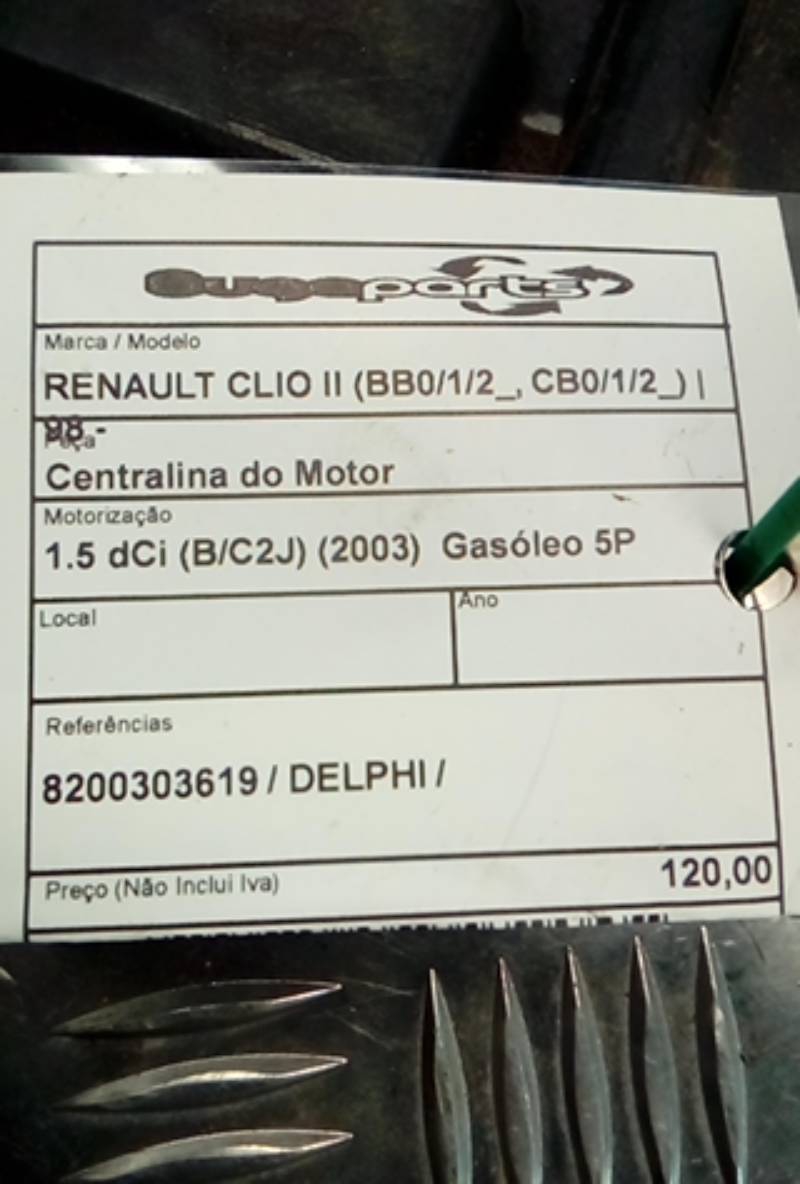 parts
Marca / Modelo
RENAULT CLIO II (BB0/1/2_, CB0/1/2_) |
98 -
Peça
Centralina do Motor
Motorização
1.5 dCi (B/C2J) (2003) Gasóleo 5P
Local
Ano
Referências
8200303619 / DELPHI /
Preço (Não Inclui Iva)
120,00